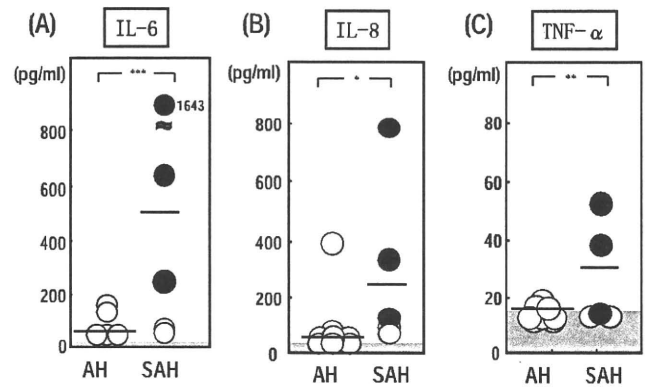 (A) IL-6
(pg/ml)
***
1643
800
600
400
200
0
AH SAH
(B) IL-8
(pg/ml)
*
800
600
400
200
0
AH SAH
(C) TNF-α
(pg/ml)
**
80
60
40
20
0
AH SAH